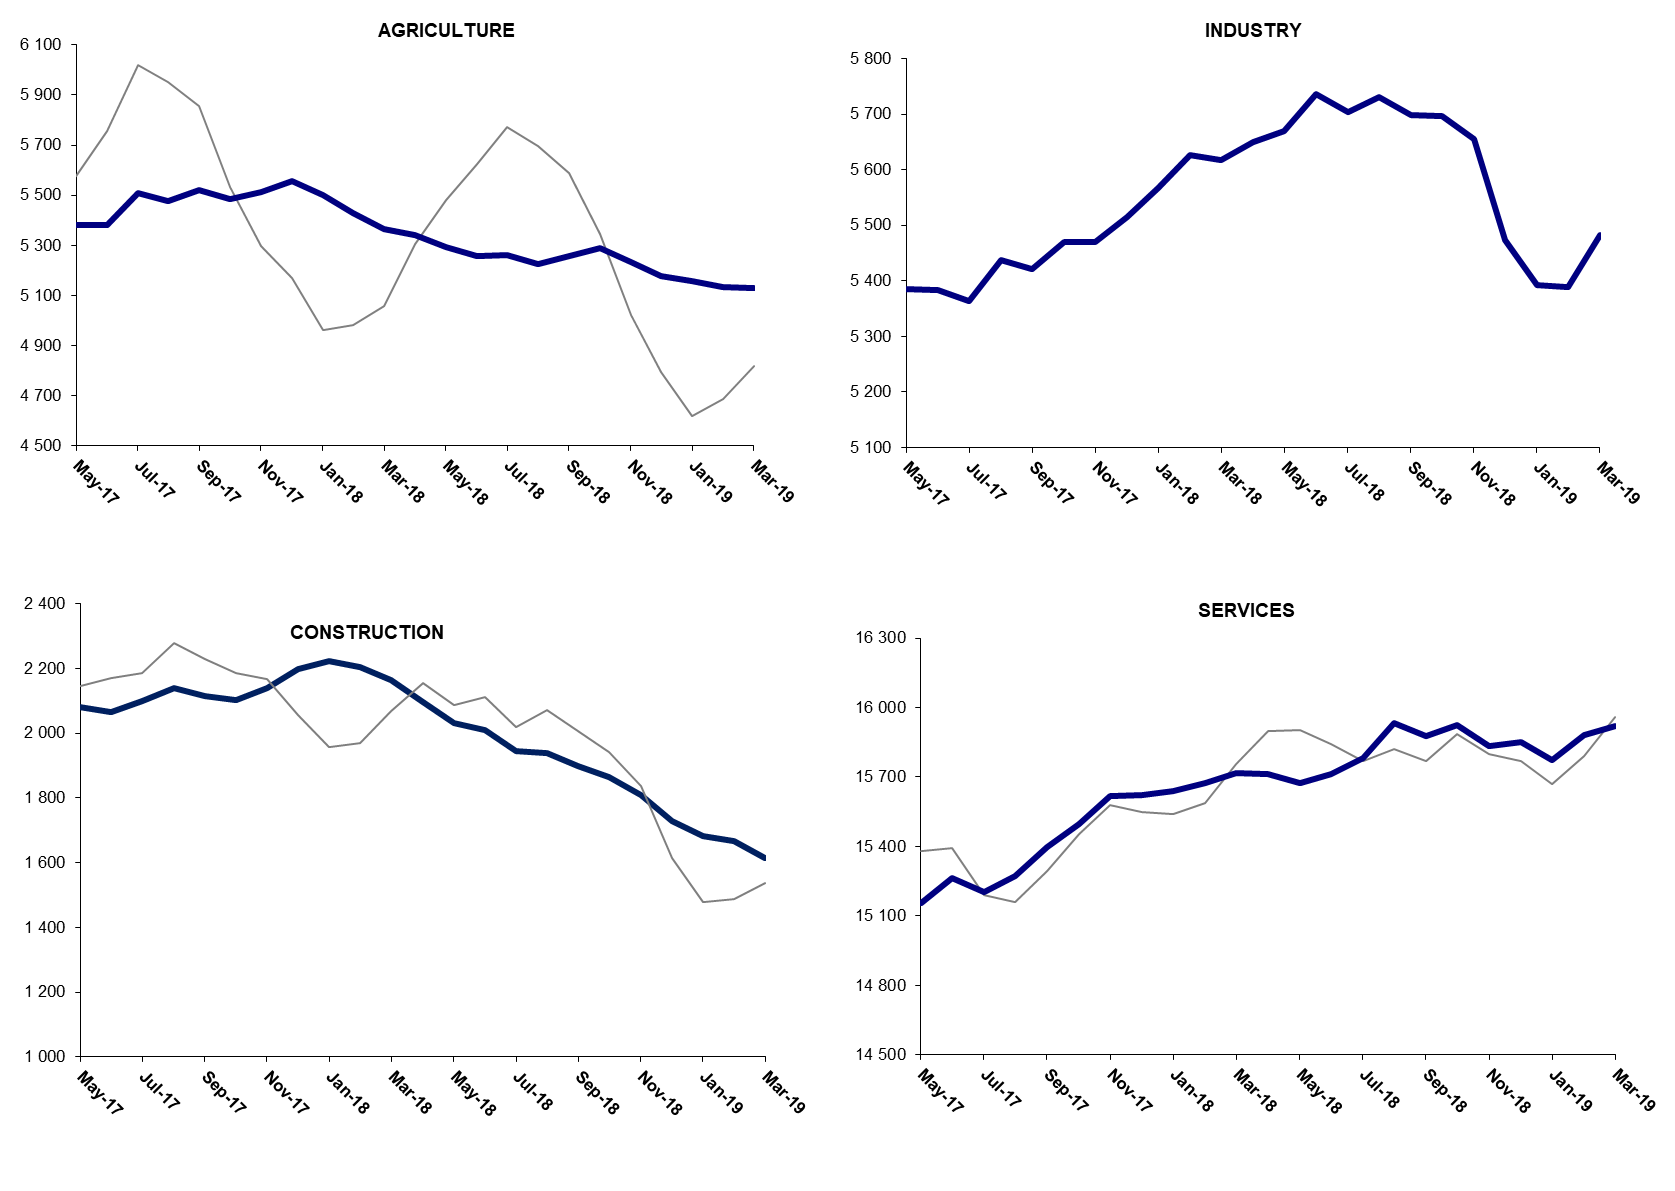 AGRICULTURE
6 100
5 900
5 700
5 500
5 300
5 100
4 900
4 700
4 500
May-17
Jul-17
Sep-17
Nov-17
Jan-18
Mar-18
May-18
Jul-18
Sep-18
Nov-18
Jan-19
Mar-19
INDUSTRY
5 800
5 700
5 600
5 500
5 400
5 300
5 200
5 100
May-17
Jul-17
Sep-17
Nov-17
Jan-18
Mar-18
May-18
Jul-18
Sep-18
Nov-18
Jan-19
Mar-19
CONSTRUCTION
2 400
2 200
2 000
1 800
1 600
1 400
1 200
1 000
May-17
Jul-17
Sep-17
Nov-17
Jan-18
Mar-18
May-18
Jul-18
Sep-18
Nov-18
Jan-19
Mar-19
SERVICES
16 300
16 000
15 700
15 400
15 100
14 800
14 500
May-17
Jul-17
Sep-17
Nov-17
Jan-18
Mar-18
May-18
Jul-18
Sep-18
Nov-18
Jan-19
Mar-19